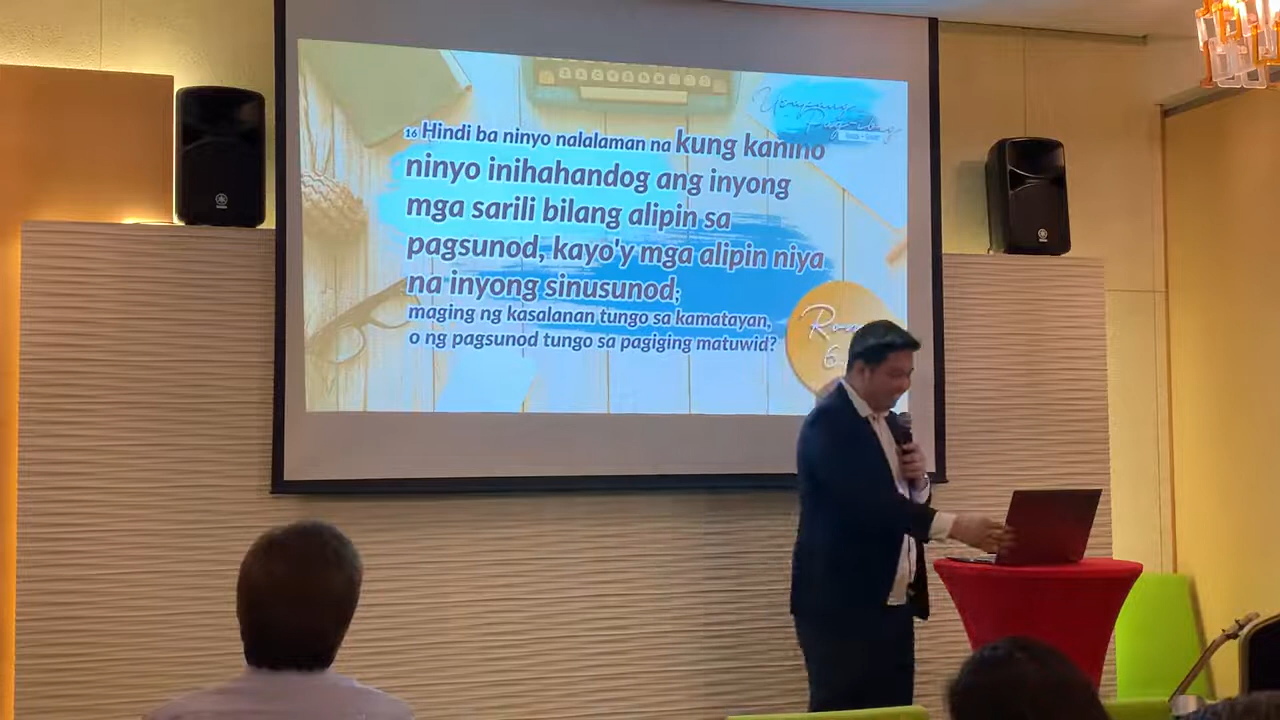 16 Hindi ba ninyo nalalaman na kung kanino
ninyo inihahandog ang inyong
mga sarili bilang alipin sa
pagsunod, kayo'y mga alipin niya
na inyong sinusunod;
maging ng kasalanan tungo sa kamatayan,
o ng pagsunod tungo sa pagiging matuwid?